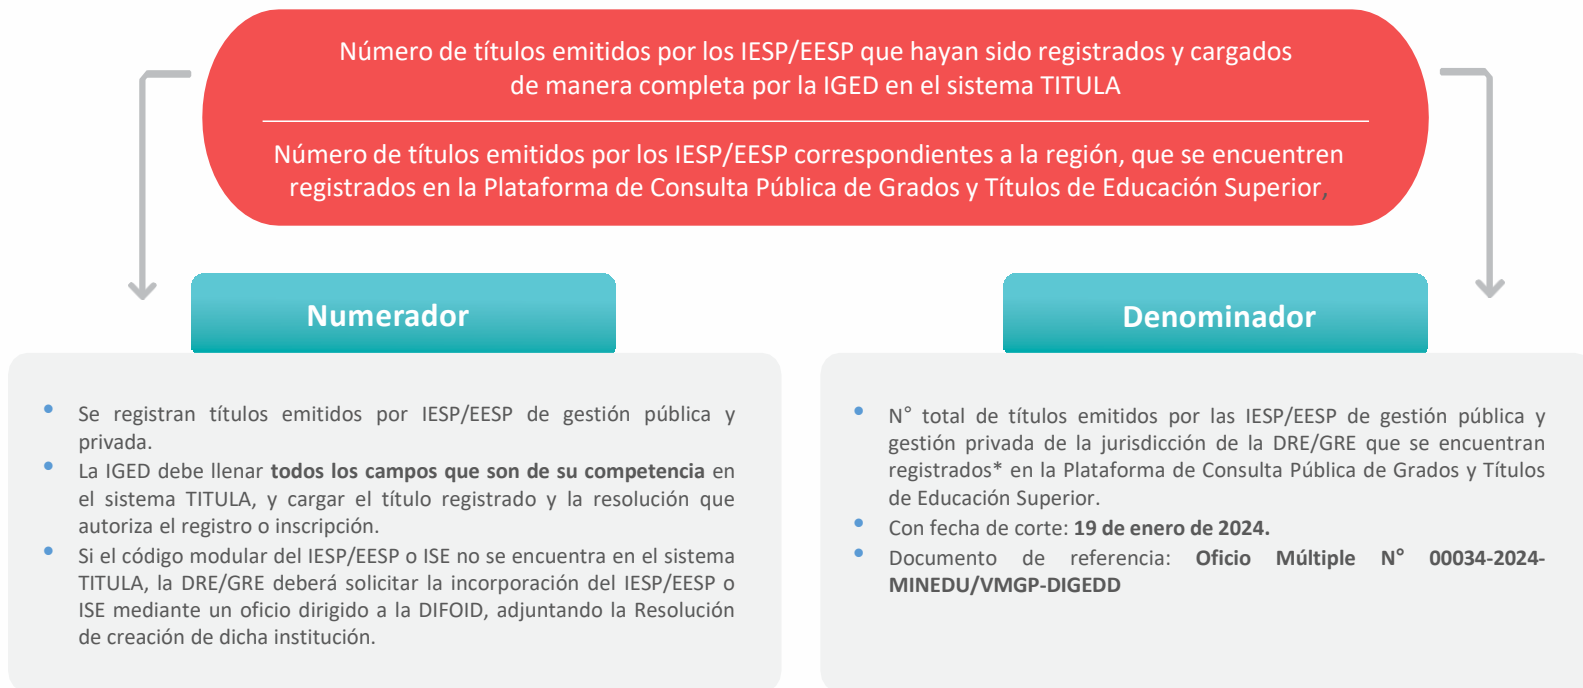 Número de títulos emitidos por los IESP/EESP que hayan sido registrados y cargados
de manera completa por la IGED en el sistema TITULA
Número de títulos emitidos por los IESP/EESP correspondientes a la región, que se encuentren
registrados en la Plataforma de Consulta Pública de Grados y Títulos de Educación Superior,
Numerador
• Se registran títulos emitidos por IESP/EESP de gestión pública y
privada.
• La IGED debe llenar todos los campos que son de su competencia en
el sistema TITULA, y cargar el título registrado y la resolución que
autoriza el registro o inscripción.
• Si el código modular del IESP/EESP o ISE no se encuentra en el sistema
TITULA, la DRE/GRE deberá solicitar la incorporación del IESP/EESP o
ISE mediante un oficio dirigido a la DIFOID, adjuntando la Resolución
de creación de dicha institución.
Denominador
• N° total de títulos emitidos por las IESP/EESP de gestión pública y
gestión privada de la jurisdicción de la DRE/GRE que se encuentran
registrados* en la Plataforma de Consulta Pública de Grados y Títulos
de Educación Superior.
• Con fecha de corte: 19 de enero de 2024.
• Documento de referencia: Oficio Múltiple N° 00034-2024-
MINEDU/VMGP-DIGEDD